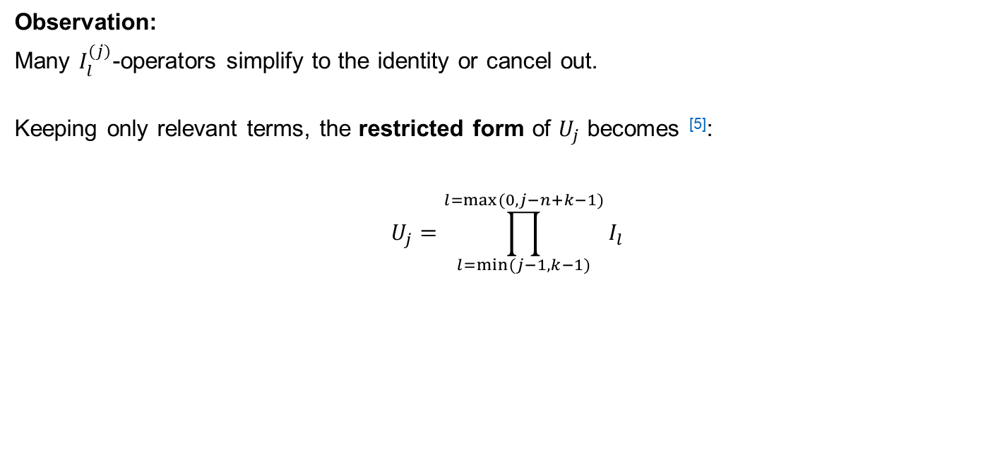 Observation:
Many I_l^(j)-operators simplify to the identity or cancel out.
Keeping only relevant terms, the restricted form of U_j becomes [5]:
l=max(0,j−n+k−1)
U_j = ∏ I_l
l=min(j−1,k−1)